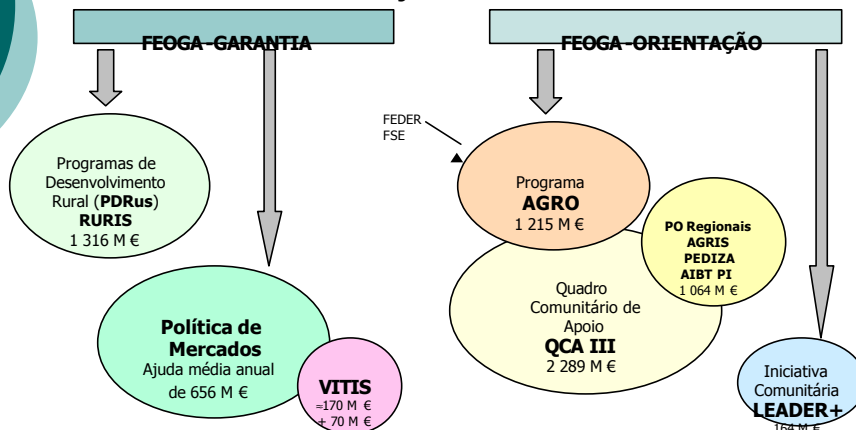 FEOGA-GARANTIA
FEOGA-ORIENTAÇÃO
FEDER
FSE
Programas de
Desenvolvimento
Rural (PDRus)
RURIS
1 316 M €
Programa
AGRO
1 215 M €
PO Regionais
AGRIS
PEDIZA
AIBT PI
1 064 M €
Quadro
Comunitário de
Apoio
QCA III
2 289 M €
Política de
Mercados
Ajuda média anual
de 656 M €
VITIS
≈170 M €
+ 70 M €
Iniciativa
Comunitária
LEADER+
164 M €